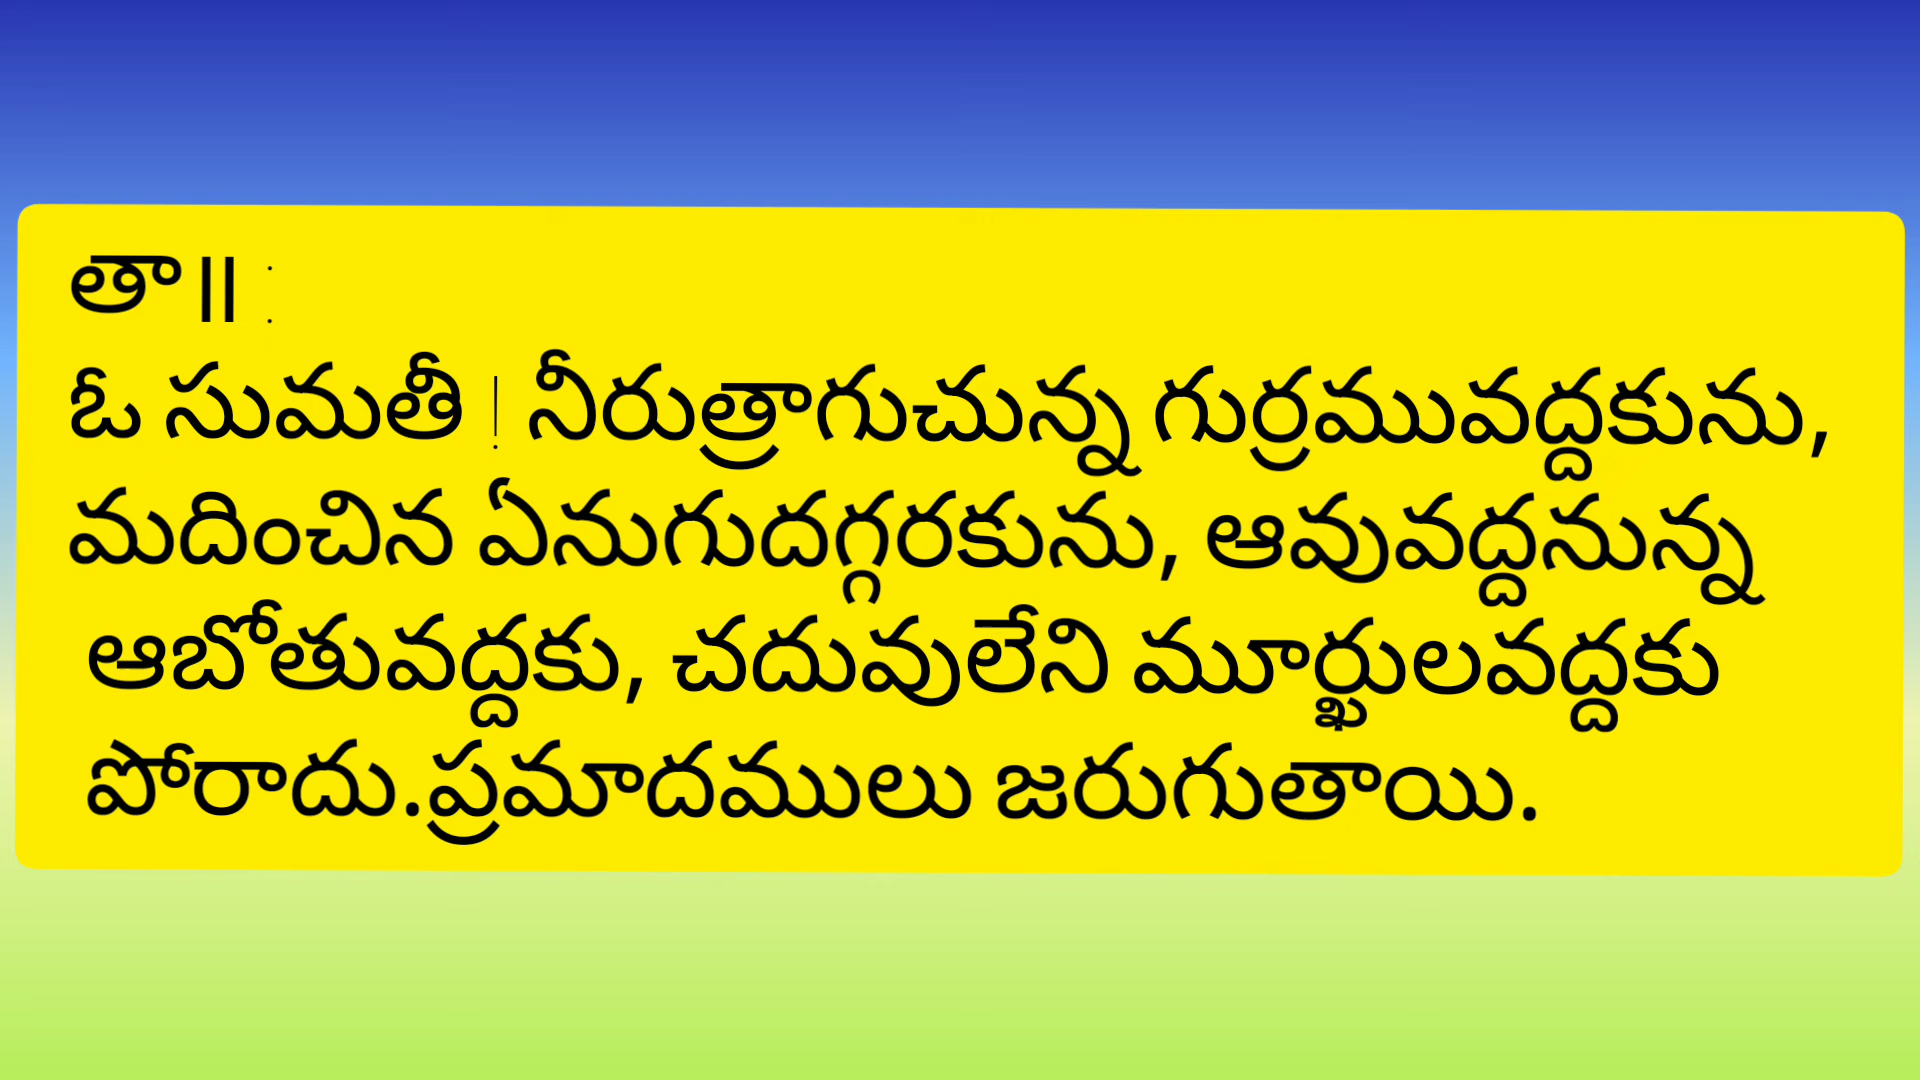 తా॥ :
ఓ సుమతీ ! నీరుత్రాగుచున్న గుర్రమువద్దకును,
మదించిన ఏనుగుదగ్గరకును, ఆవువద్దనున్న
ఆబోతువద్దకు, చదువులేని మూర్ఖులవద్దకు
పోరాదు.ప్రమాదములు జరుగుతాయి.